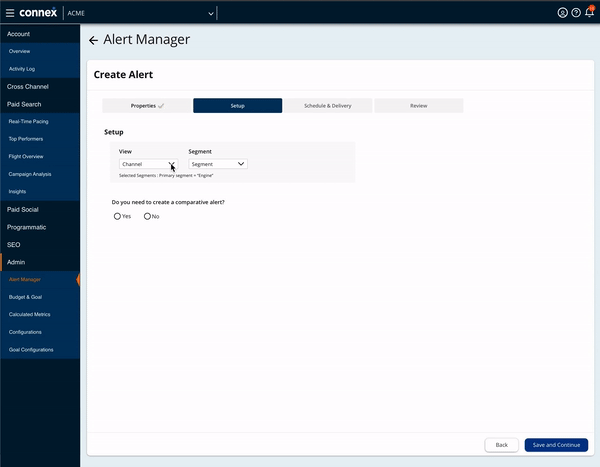 connex
ACME
Account
Overview
Activity Log
Cross Channel
Paid Search
Real-Time Pacing
Top Performers
Flight Overview
Campaign Analysis
Insights
Paid Social
Programmatic
SEO
Admin
Alert Manager
Budget & Goal
Calculated Metrics
Configurations
Goal Configurations
Alert Manager
Create Alert
Properties
Setup
Schedule & Delivery
Review
Setup
View
Segment
Channel
Segment
Selected Segments : Primary segment = "Engine"
Do you need to create a comparative alert?
Yes
No
Back
Save and Continue